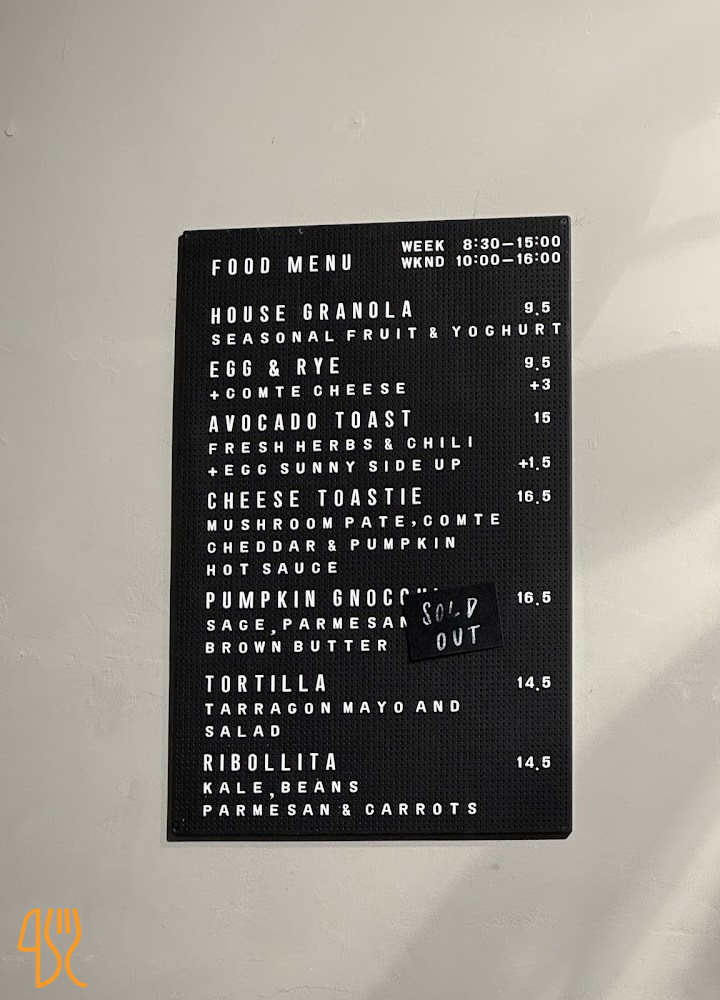 FOOD MENU
WEEK 8:30–15:00
WKND 10:00–16:00
HOUSE GRANOLA 9.5
SEASONAL FRUIT & YOGHURT
EGG & RYE 9.5
+COMTE CHEESE +3
AVOCADO TOAST 15
FRESH HERBS & CHILI
+EGG SUNNY SIDE UP +1.5
CHEESE TOASTIE 16.5
MUSHROOM PATE, COMTE
CHEDDAR & PUMPKIN
HOT SAUCE
PUMPKIN 16.5
SOLD
OUT
SAGE, PARMESAN
BROWN BUTTER
TORTILLA 14.5
TARRAGON MAYO AND
SALAD
RIBOLLITA 14.5
KALE, BEANS
PARMESAN & CARROTS